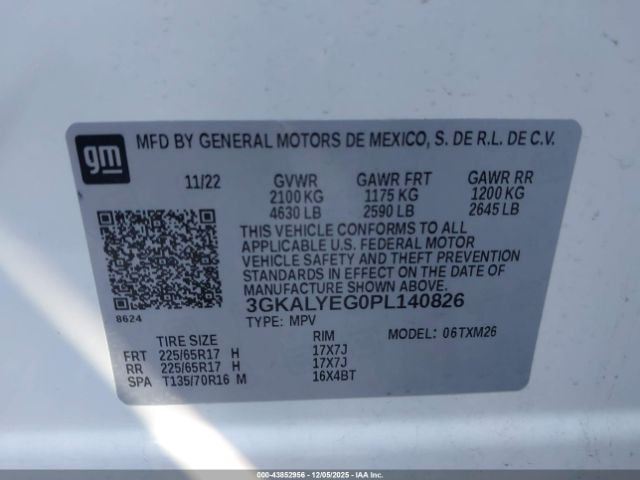 gm
MFD BY GENERAL MOTORS DE MEXICO, S. DE R.L. DE C.V.
11/22 GVWR GAWR FRT GAWR RR
2100 KG 1175 KG 1200 KG
4630 LB 2590 LB 2645 LB
THIS VEHICLE CONFORMS TO ALL
APPLICABLE U.S. FEDERAL MOTOR
VEHICLE SAFETY AND THEFT PREVENTION
STANDARDS IN EFFECT ON THE DATE OF
MANUFACTURE SHOWN ABOVE.
3GKALYEG0PL140826
8624
TYPE: MPV
MODEL: 06TXM26
TIRE SIZE RIM
FRT 225/65R17 H 17X7J
RR 225/65R17 H 17X7J
SPA T135/70R16 M 16X4BT
000-43852956 - 12/05/2025 - IAAI, Inc.